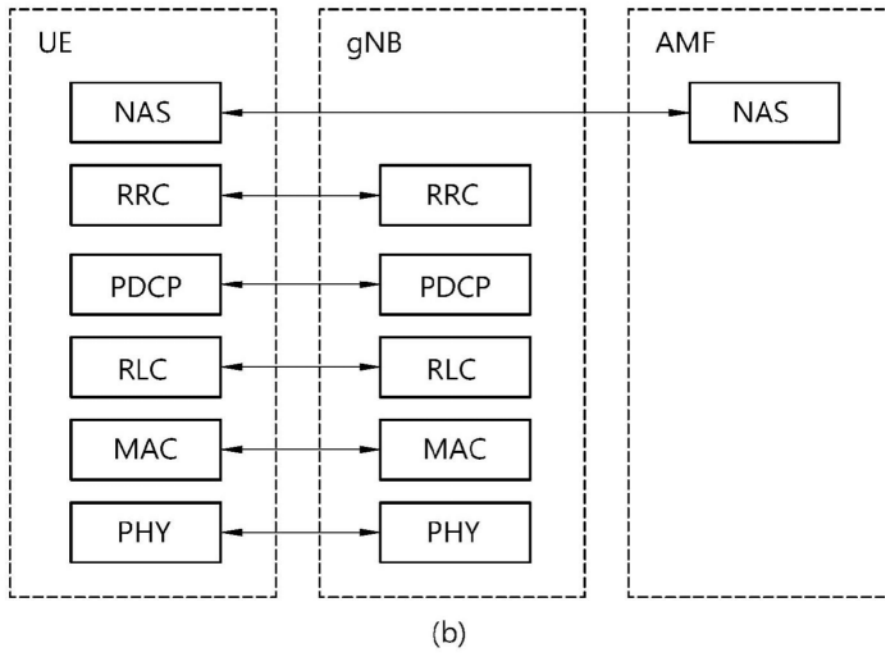 UE gNB AMF
NAS NAS
RRC RRC
PDCP PDCP
RLC RLC
MAC MAC
PHY PHY
(b)